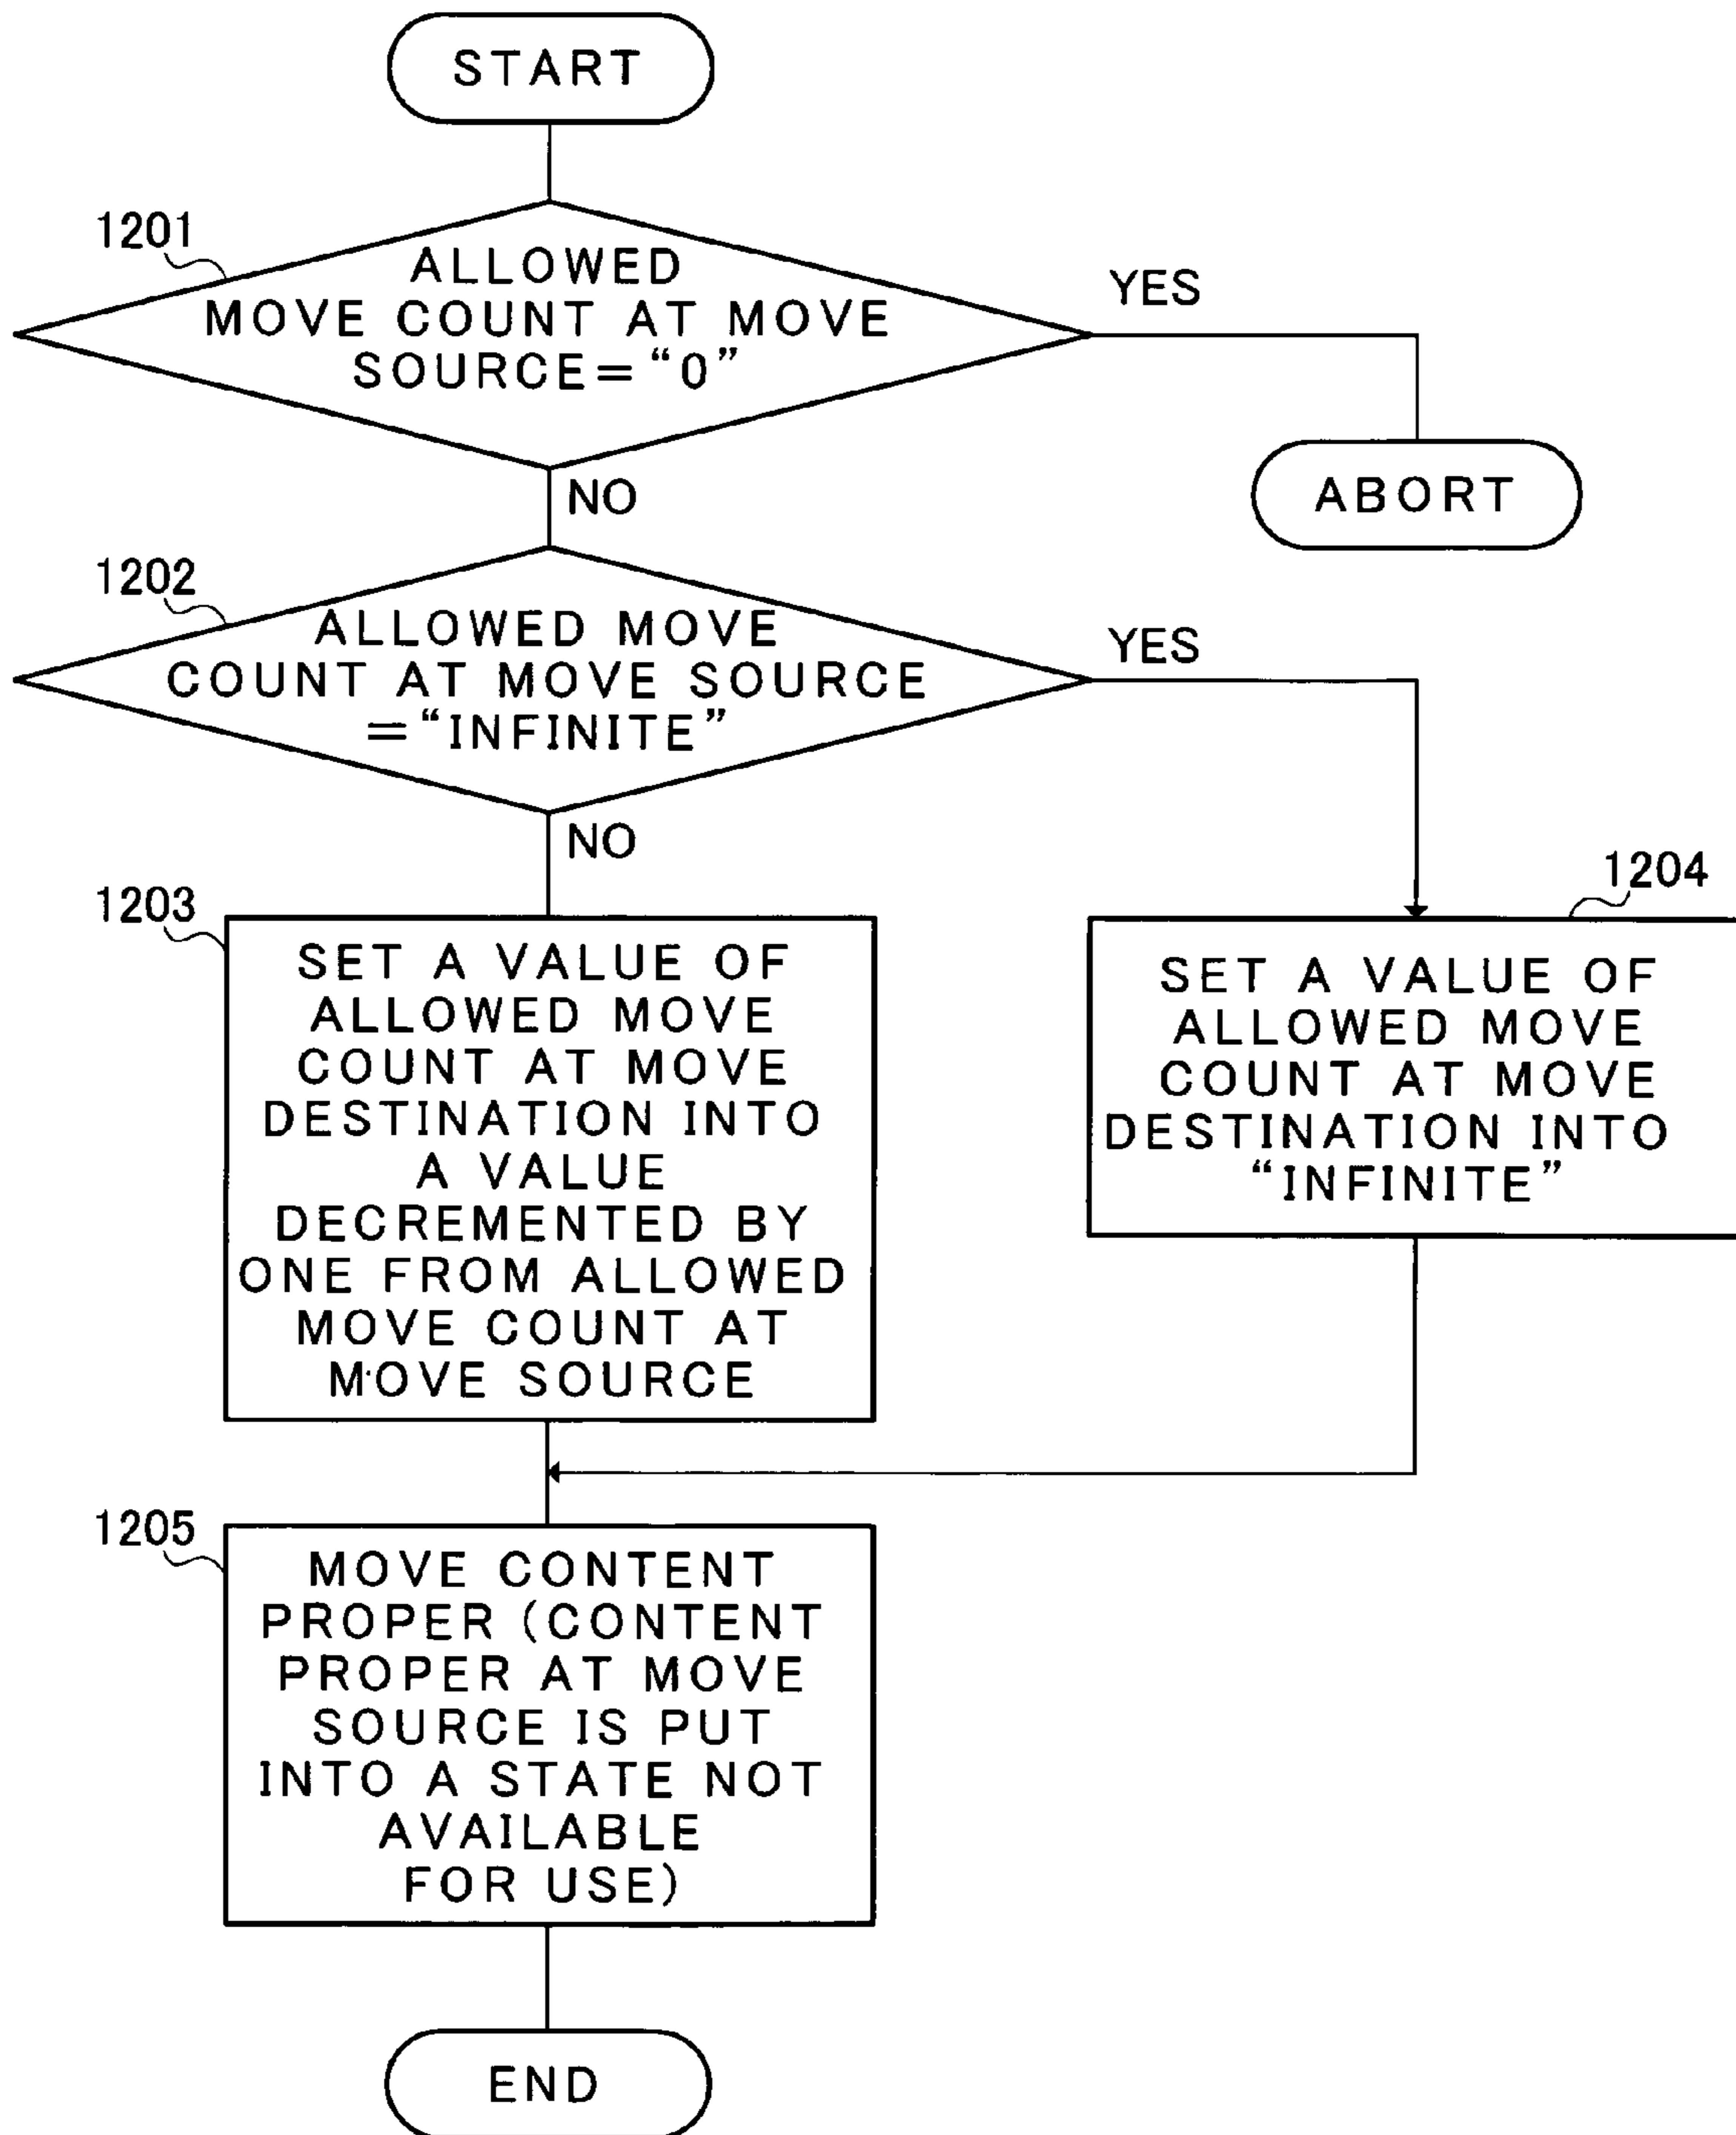 START
1201
ALLOWED
MOVE COUNT AT MOVE
SOURCE="0"
YES
ABORT
NO
1202
ALLOWED MOVE
COUNT AT MOVE SOURCE
="INFINITE"
YES
NO
1203
SET A VALUE OF
ALLOWED MOVE
COUNT AT MOVE
DESTINATION INTO
A VALUE
DECREMENTED BY
ONE FROM ALLOWED
MOVE COUNT AT
MOVE SOURCE
1204
SET A VALUE OF
ALLOWED MOVE
COUNT AT MOVE
DESTINATION INTO
"INFINITE"
1205
MOVE CONTENT
PROPER (CONTENT
PROPER AT MOVE
SOURCE IS PUT
INTO A STATE NOT
AVAILABLE
FOR USE)
END